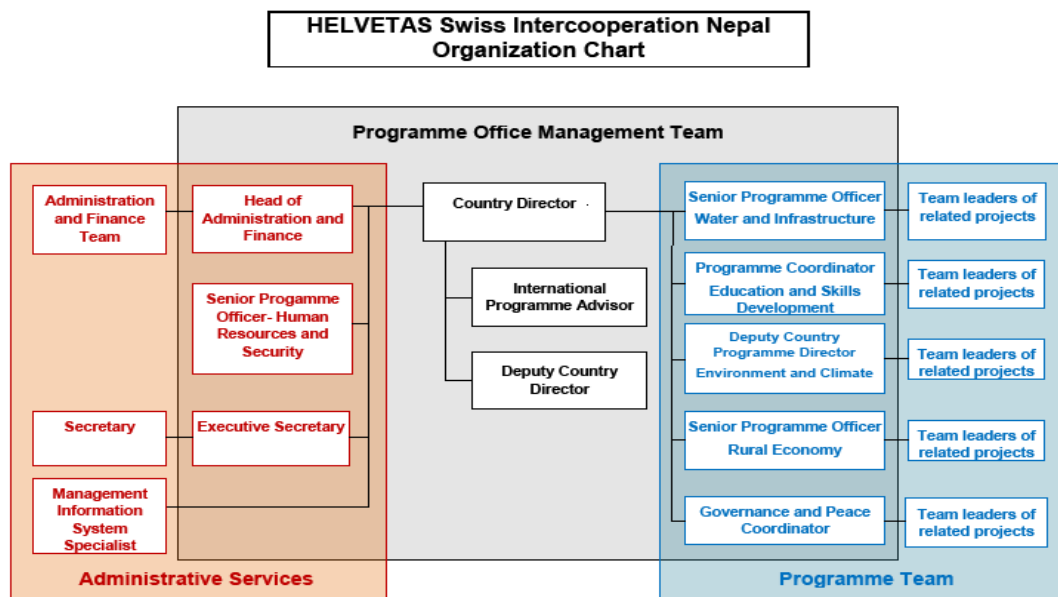 HELVETAS Swiss Intercooperation Nepal
Organization Chart
Programme Office Management Team
Administration
and Finance
Team
Head of
Administration and
Finance
Country Director
Senior Programme Officer
Water and Infrastructure
Team leaders of
related projects
Senior Progamme
Officer- Human
Resources and
Security
International
Programme Advisor
Programme Coordinator
Education and Skills
Development
Team leaders of
related projects
Deputy Country
Director
Deputy Country
Programme Director
Environment and Climate
Team leaders of
related projects
Secretary
Executive Secretary
Senior Programme Officer
Rural Economy
Team leaders of
related projects
Management
Information
System
Specialist
Governance and Peace
Coordinator
Team leaders of
related projects
Administrative Services
Programme Team